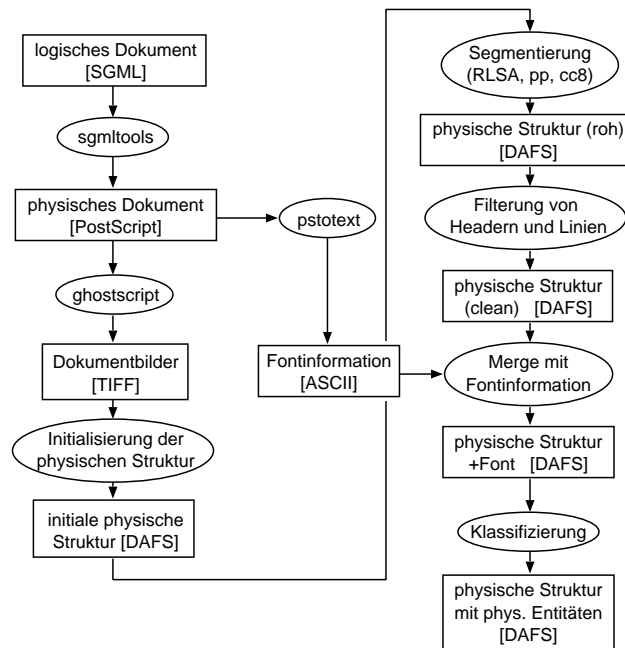 logisches Dokument
[SGML]
sgmltools
physisches Dokument
[PostScript]
pstotext
ghostscript
Dokumentbilder
[TIFF]
Fontinformation
[ASCII]
Initialisierung der
physischen Struktur
initiale physische
Struktur [DAFS]
Segmentierung
(RLSA, pp, cc8)
physische Struktur (roh)
[DAFS]
Filterung von
Headern und Linien
physische Struktur
(clean) [DAFS]
Merge mit
Fontinformation
physische Struktur
+Font [DAFS]
Klassifizierung
physische Struktur
mit phys. Entitäten
[DAFS]